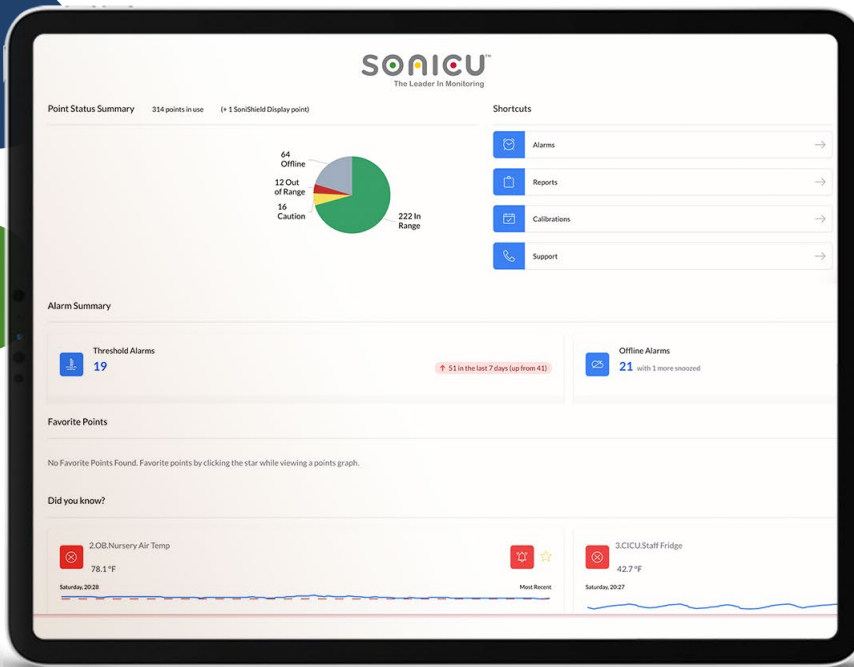 SONICU™
The Leader In Monitoring
Point Status Summary 314 points in use (+ 1 SoniShield Display point)
Shortcuts
64
Offline
12 Out
of Range
16
Caution
222 In
Range
Alarms
Reports
Calibrations
Support
Alarm Summary
Threshold Alarms
19
↑ 51 in the last 7 days (up from 41)
Offline Alarms
21 with 1 more snoozed
Favorite Points
No Favorite Points Found. Favorite points by clicking the star while viewing a points graph.
Did you know?
2.OB.Nursery Air Temp
78.1 °F
Saturday, 20:28
Most Recent
3.CICU.Staff Fridge
42.7 °F
Saturday, 20:27